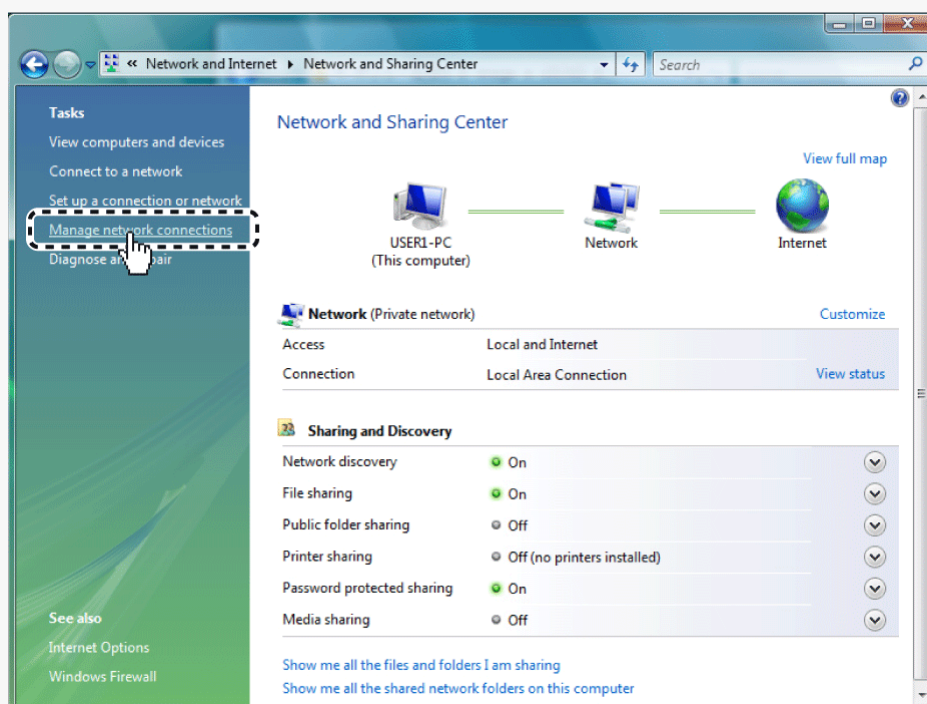 « Network and Internet ▸ Network and Sharing Center
Search
Tasks
View computers and devices
Connect to a network
Set up a connection or network
Manage network connections
Diagnose and
See also
Internet Options
Windows Firewall
Network and Sharing Center
View full map
USER1-PC
(This computer)
Network
Internet
Network (Private network)
Customize
Access Local and Internet
Connection Local Area Connection View status
Sharing and Discovery
Network discovery On
File sharing On
Public folder sharing Off
Printer sharing Off (no printers installed)
Password protected sharing On
Media sharing Off
Show me all the files and folders I am sharing
Show me all the shared network folders on this computer